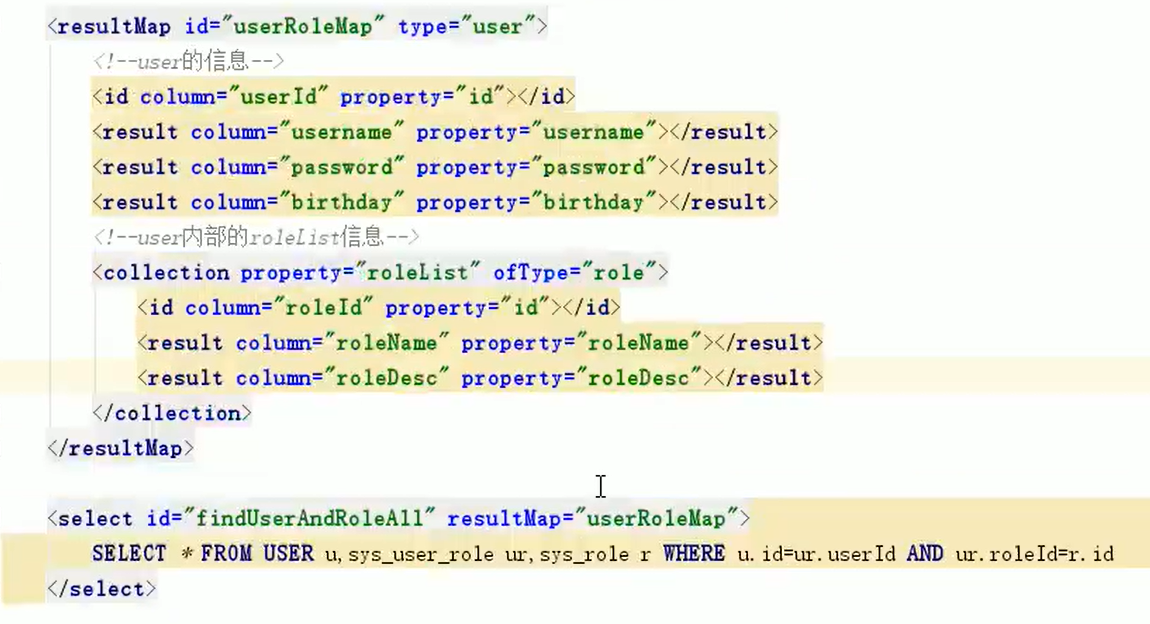 <resultMap id="userRoleMap" type="user">
<!--user的信息-->
<id column="userId" property="id"></id>
<result column="username" property="username"></result>
<result column="password" property="password"></result>
<result column="birthday" property="birthday"></result>
<!--user内部的roleList信息-->
<collection property="roleList" ofType="role">
<id column="roleId" property="id"></id>
<result column="roleName" property="roleName"></result>
<result column="roleDesc" property="roleDesc"></result>
</collection>
</resultMap>
<select id="findUserAndRoleAll" resultMap="userRoleMap">
SELECT * FROM USER u,sys_user_role ur,sys_role r WHERE u.id=ur.userId AND ur.roleId=r.id
</select>